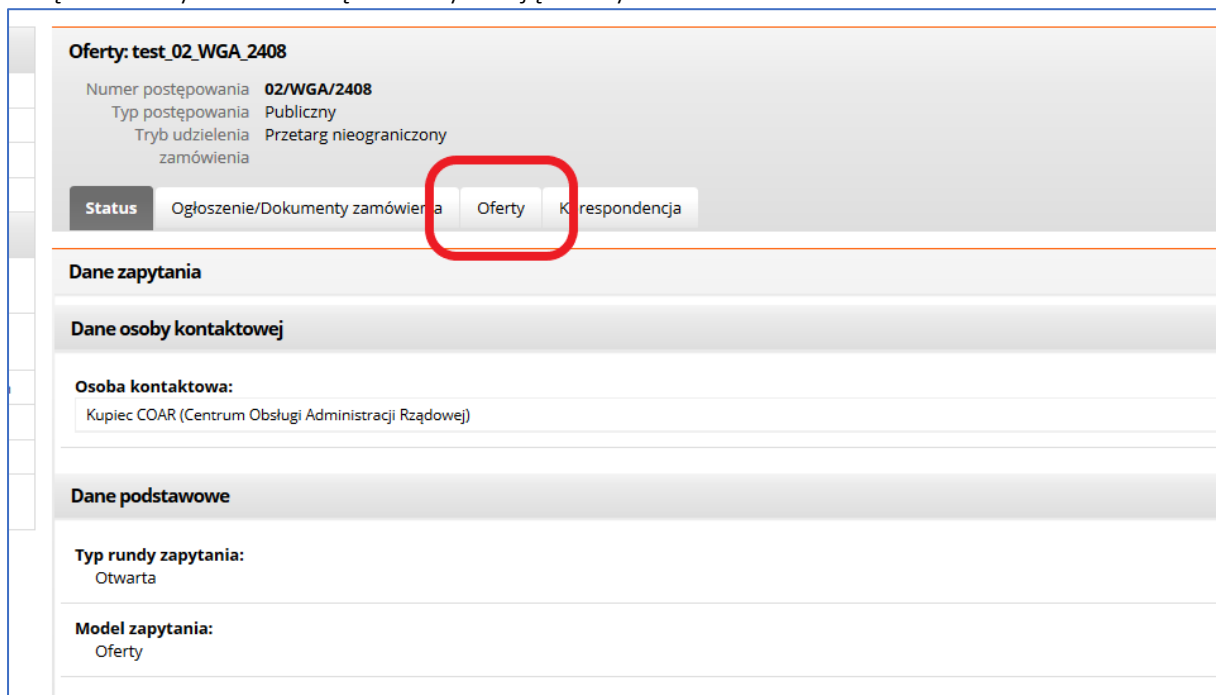 Oferty: test_02_WGA_2408
Numer postępowania 02/WGA/2408
Typ postępowania Publiczny
Tryb udzielenia Przetarg nieograniczony
zamówienia
Status Ogłoszenie/Dokumenty zamówienia Oferty Korespondencja
Dane zapytania
Dane osoby kontaktowej
Osoba kontaktowa:
Kupiec COAR (Centrum Obsługi Administracji Rządowej)
Dane podstawowe
Typ rundy zapytania:
Otwarta
Model zapytania:
Oferty